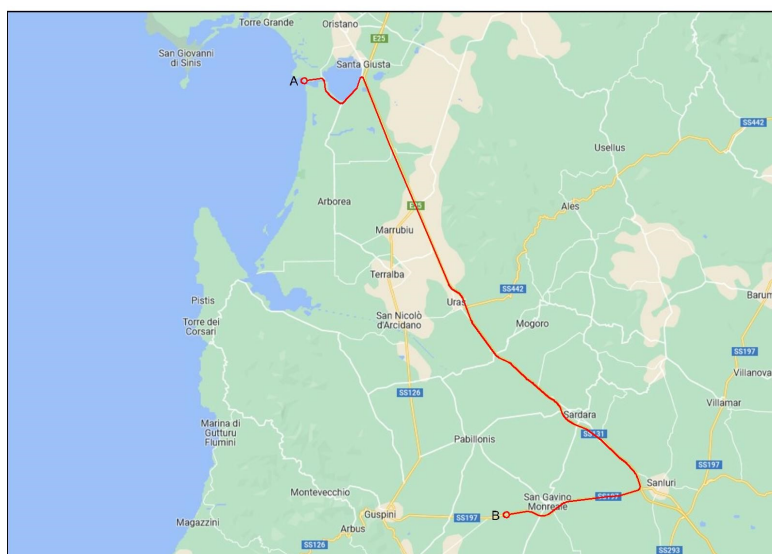 Torre Grande
Oristano
E25
San Giovanni
di Sinis
Santa Giusta
A
SS442
Usellus
Arborea
Ales
E25
Marrubiu
Terralba
SS442
Barum
Pistis
Uras
San Nicolò
d'Arcidano
Mogoro
Torre dei
Corsari
SS197
Villanova
SS126
Villamar
Sardara
Marina di
Gutturu
Flumini
SS131
Pabillonis
SS197
Sanluri
Montevecchio
San Gavino
Monreale
SS197
B
Guspini
SS197
Magazzini
Arbus
SS126
SS293